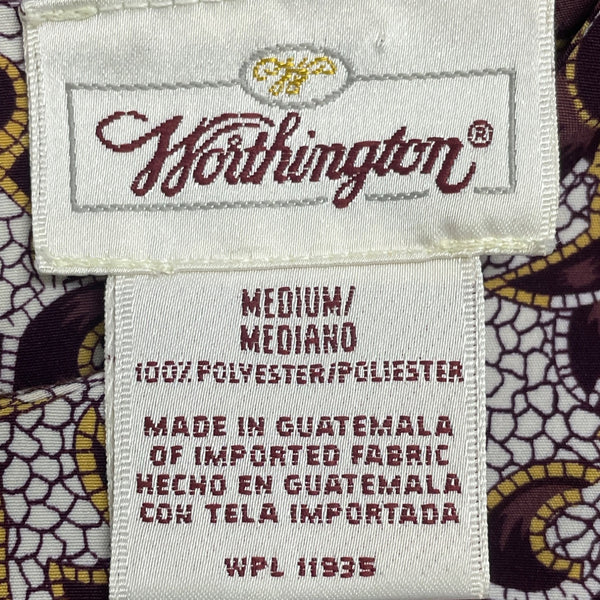 Worthington®
MEDIUM/
MEDIANO
100% POLYESTER/POLIESTER
MADE IN GUATEMALA
OF IMPORTED FABRIC
HECHO EN GUATEMALA
CON TELA IMPORTADA
WPL 11935